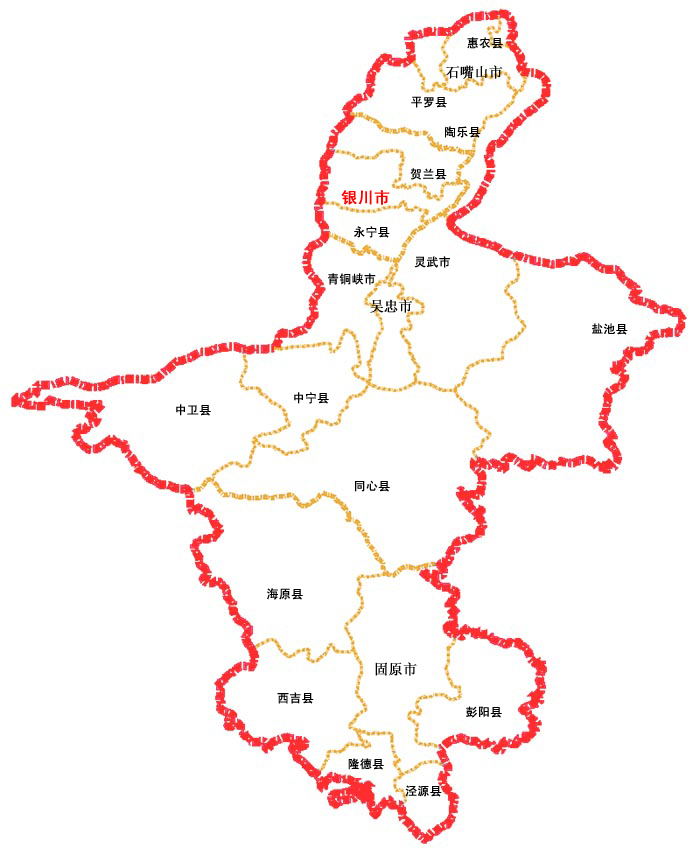 惠农县
石嘴山市
平罗县
陶乐县
贺兰县
银川市
永宁县
灵武市
青铜峡市
吴忠市
盐池县
中宁县
中卫县
同心县
海原县
固原市
西吉县
彭阳县
隆德县
泾源县